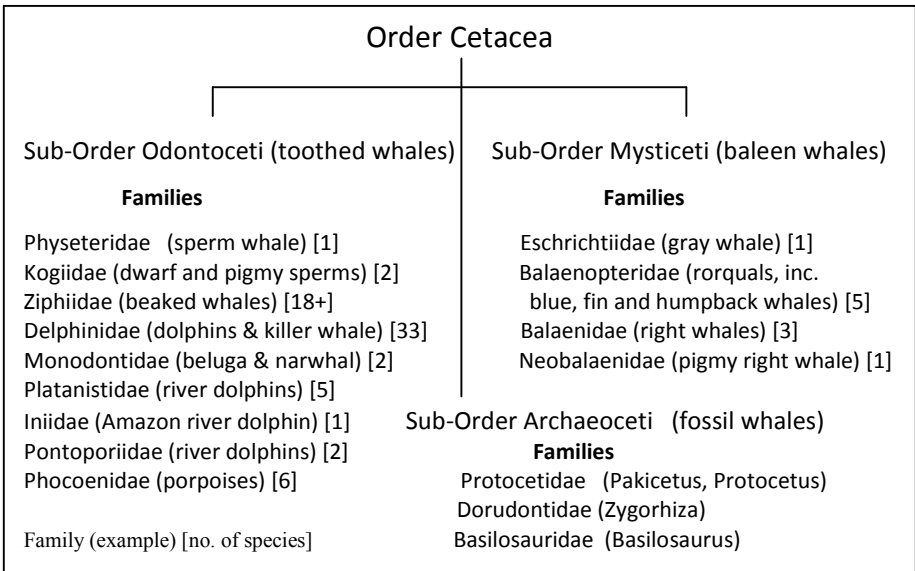 Order Cetacea
Sub-Order Odontoceti (toothed whales)
Families
Physeteridae (sperm whale) [1]
Kogiidae (dwarf and pigmy sperms) [2]
Ziphiidae (beaked whales) [18+]
Delphinidae (dolphins & killer whale) [33]
Monodontidae (beluga & narwhal) [2]
Platanistidae (river dolphins) [5]
Iniidae (Amazon river dolphin) [1]
Pontoporiidae (river dolphins) [2]
Phocoenidae (porpoises) [6]
Family (example) [no. of species]
Sub-Order Mysticeti (baleen whales)
Families
Eschrichtiidae (gray whale) [1]
Balaenopteridae (rorquals, inc.
blue, fin and humpback whales) [5]
Balaenidae (right whales) [3]
Neobalaenidae (pigmy right whale) [1]
Sub-Order Archaeoceti (fossil whales)
Families
Protocetidae (Pakicetus, Protocetus)
Dorudontidae (Zygorhiza)
Basilosauridae (Basilosaurus)